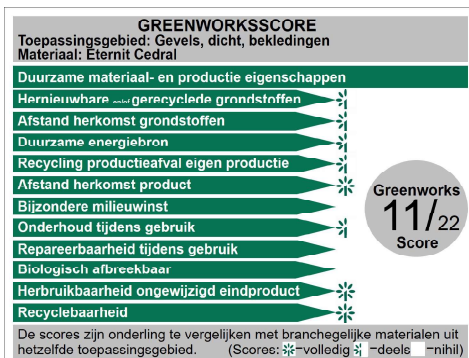 GREENWORKSSCORE
Toepassingsgebied: Gevels, dicht, bekledingen
Materiaal: Eternit Cedral
Duurzame materiaal- en productie eigenschappen
Hernieuwbare en/of gerecyclede grondstoffen
Afstand herkomst grondstoffen
Duurzame energiebron
Recycling productieafval eigen productie
Afstand herkomst product
Bijzondere milieuwinst
Onderhoud tijdens gebruik
Repareerbaarheid tijdens gebruik
Biologisch afbreekbaar
Herbruikbaarheid ongewijzigd eindproduct
Recyclebaarheid
Greenworks
11/22
Score
De scores zijn onderling te vergelijken met branchegelijke materialen uit
hetzelfde toepassingsgebied. (Scores: -volledig -deels -nihil)